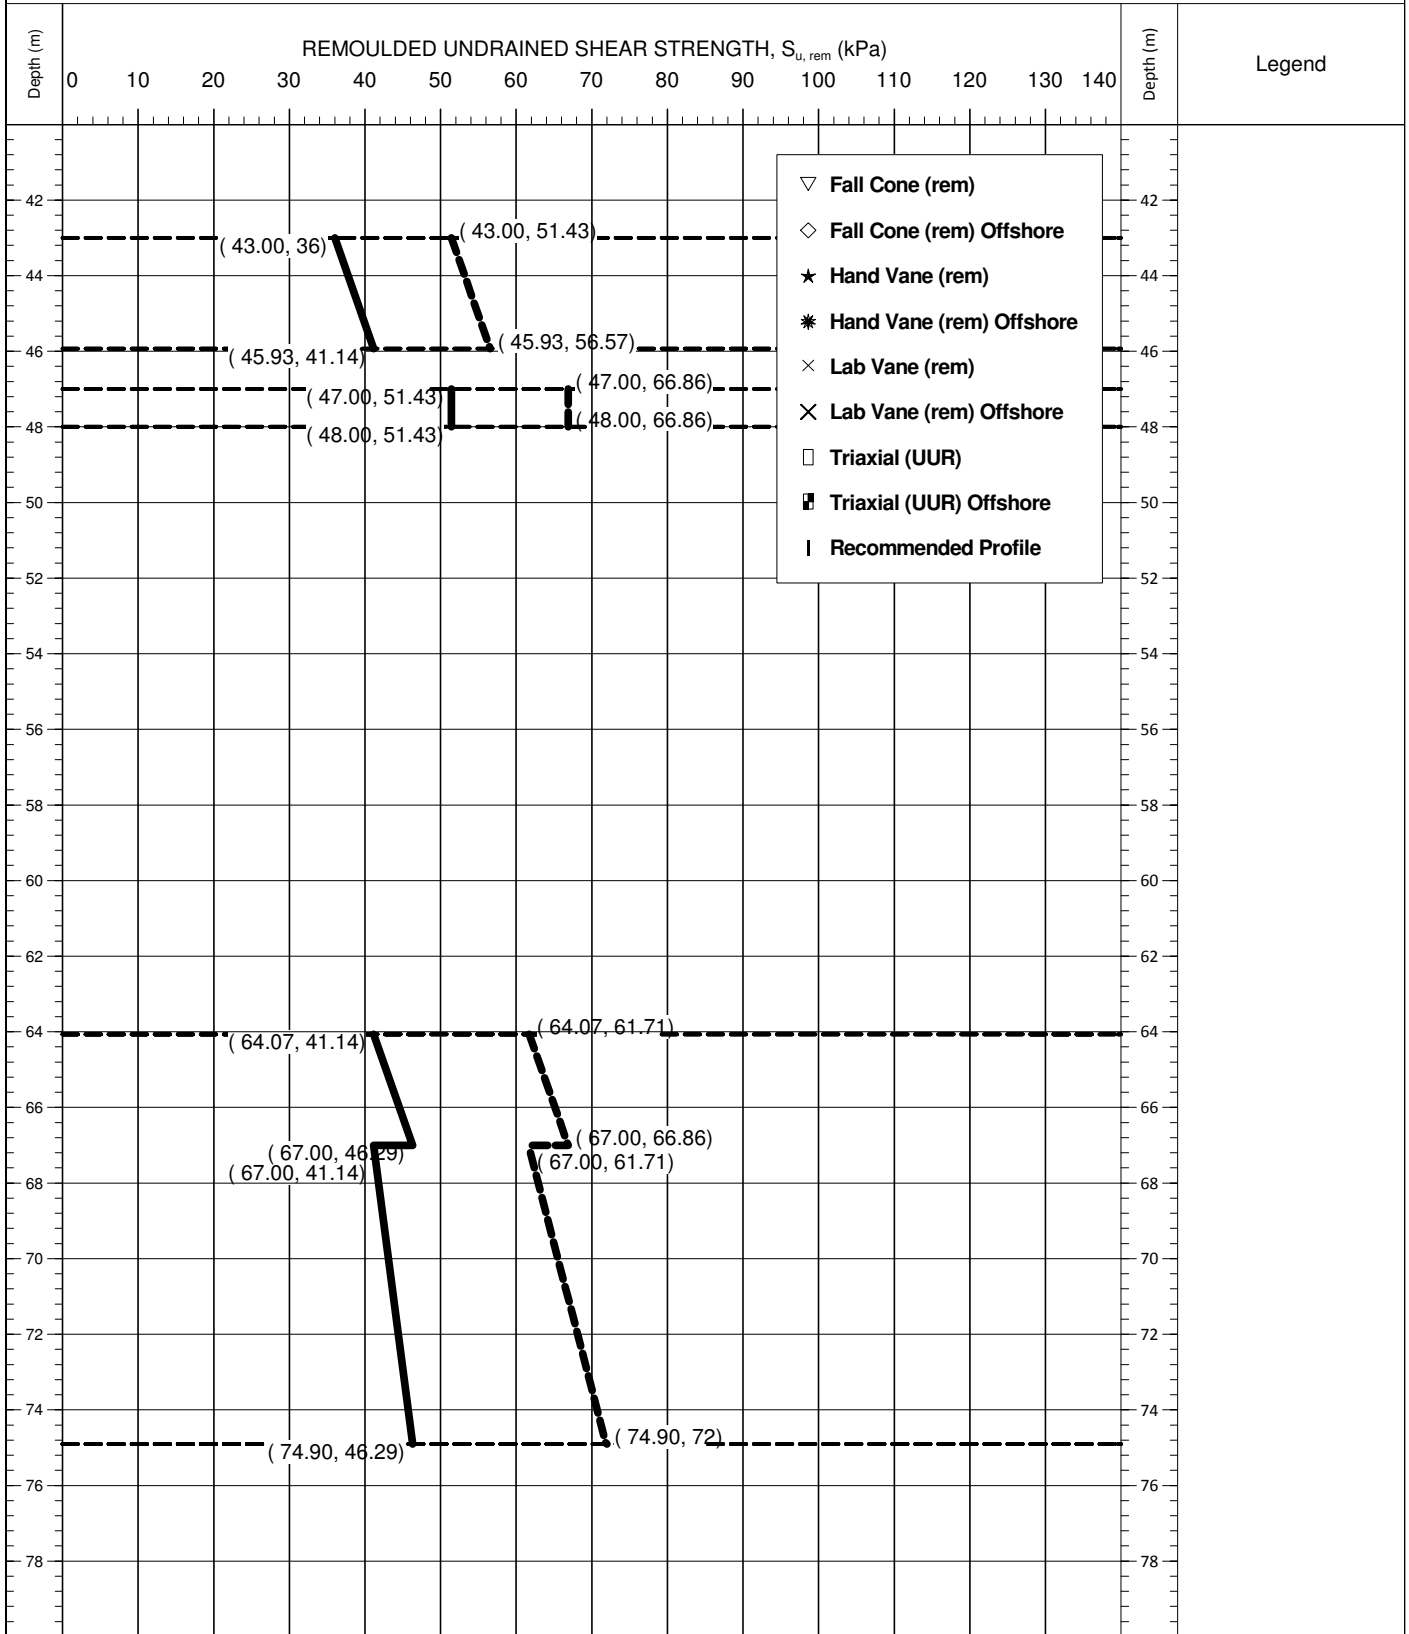 Depth (m)
REMOULDED UNDRAINED SHEAR STRENGTH, Su, rem (kPa)
Depth (m)
Legend
0 10 20 30 40 50 60 70 80 90 100 110 120 130 140
Fall Cone (rem)
Fall Cone (rem) Offshore
Hand Vane (rem)
Hand Vane (rem) Offshore
Lab Vane (rem)
Lab Vane (rem) Offshore
Triaxial (UUR)
Triaxial (UUR) Offshore
Recommended Profile
42 42
( 43.00, 36) ( 43.00, 51.43)
44 44
( 45.93, 41.14) ( 45.93, 56.57)
46 46
( 47.00, 51.43) ( 47.00, 66.86)
( 48.00, 51.43) ( 48.00, 66.86)
48 48
50 50
52 52
54 54
56 56
58 58
60 60
62 62
64 64
( 64.07, 41.14) ( 64.07, 61.71)
66 66
( 67.00, 46.29) ( 67.00, 66.86)
( 67.00, 41.14) ( 67.00, 61.71)
68 68
70 70
72 72
74 74
( 74.90, 46.29) ( 74.90, 72)
76 76
78 78